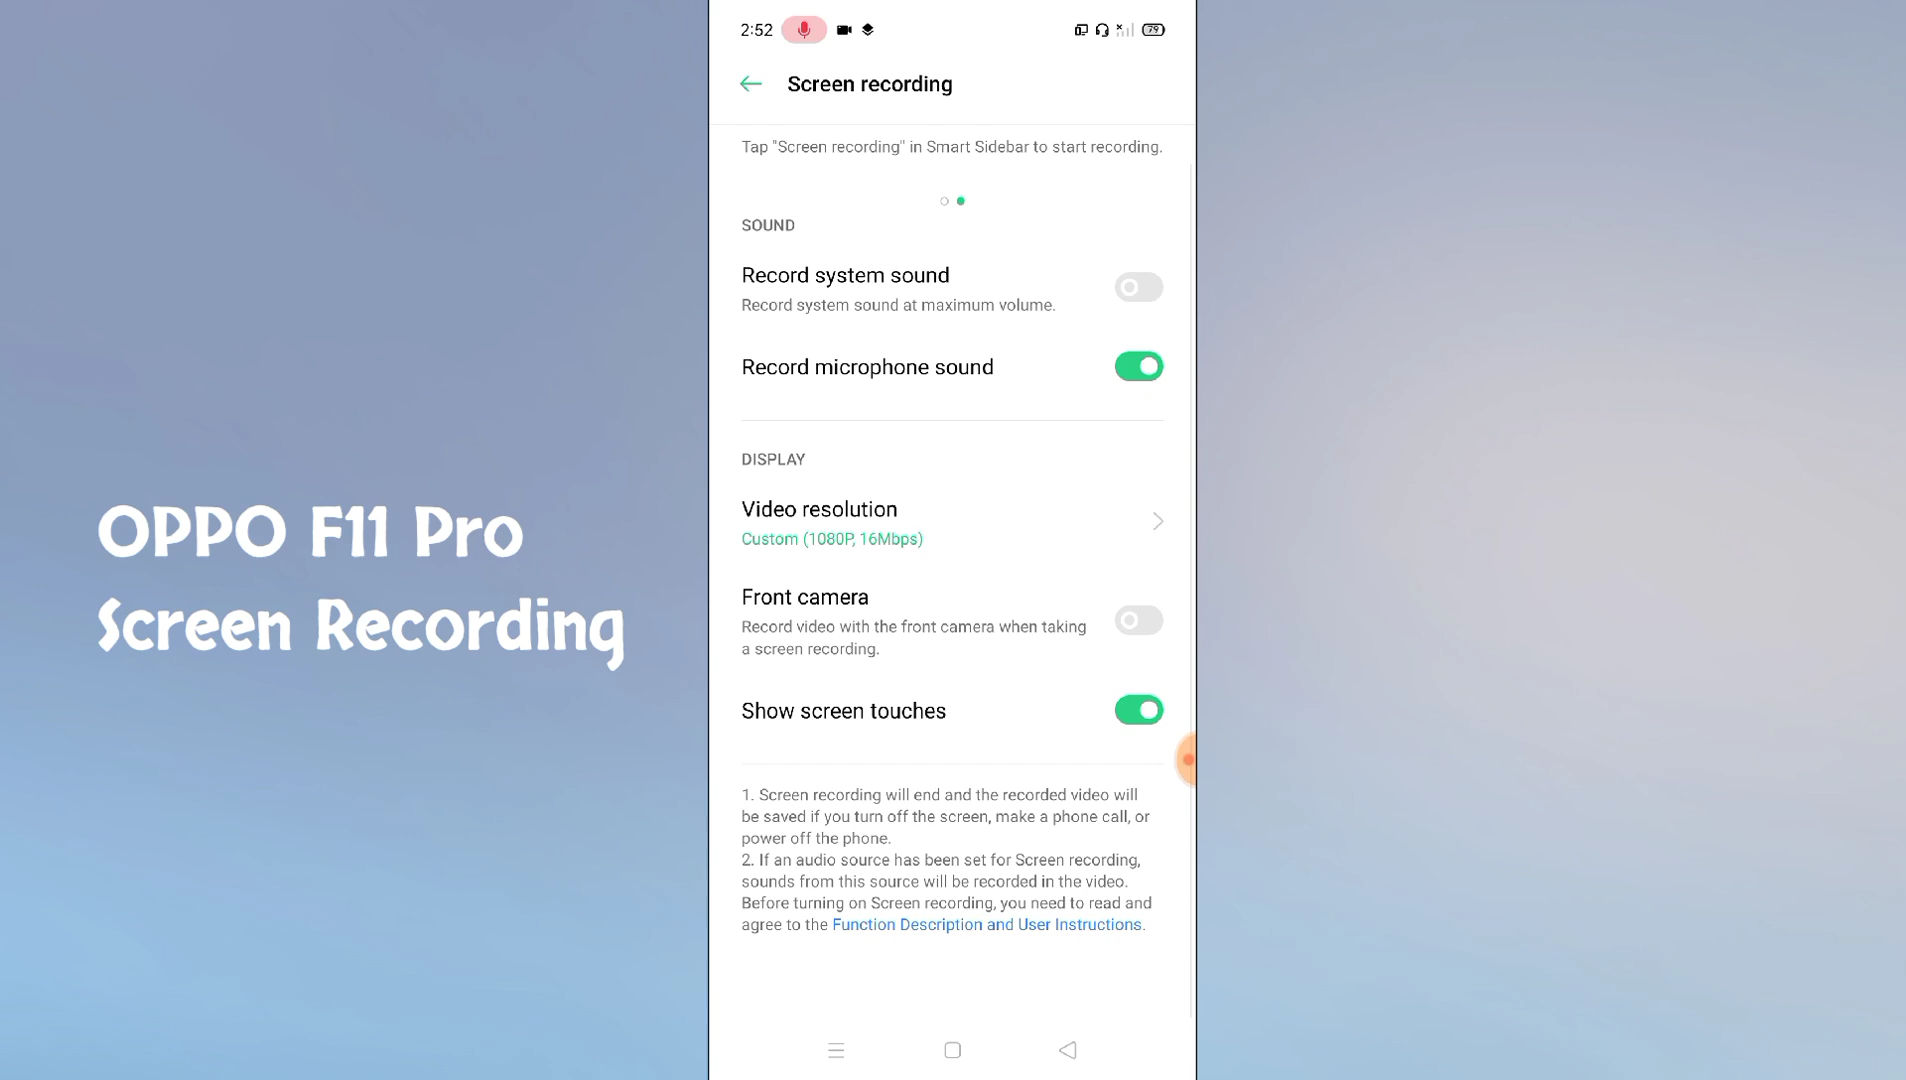 2:52
79
Screen recording
Tap "Screen recording" in Smart Sidebar to start recording.
SOUND
Record system sound
Record system sound at maximum volume.
Record microphone sound
DISPLAY
Video resolution
Custom (1080P, 16Mbps)
Front camera
Record video with the front camera when taking
a screen recording.
Show screen touches
1. Screen recording will end and the recorded video will
be saved if you turn off the screen, make a phone call, or
power off the phone.
2. If an audio source has been set for Screen recording,
sounds from this source will be recorded in the video.
Before turning on Screen recording, you need to read and
agree to the Function Description and User Instructions.
OPPO F11 Pro
Screen Recording